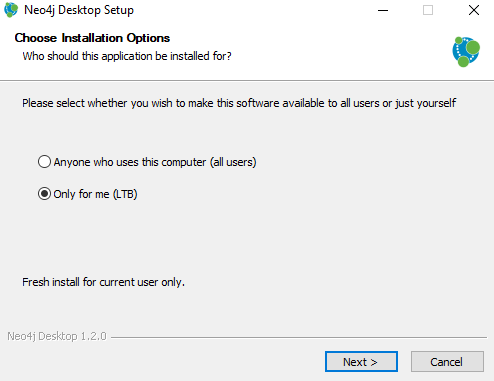 Neo4j Desktop Setup
Choose Installation Options
Who should this application be installed for?
Please select whether you wish to make this software available to all users or just yourself
Anyone who uses this computer (all users)
Only for me (LTB)
Fresh install for current user only.
Neo4j Desktop 1.2.0
Next >
Cancel